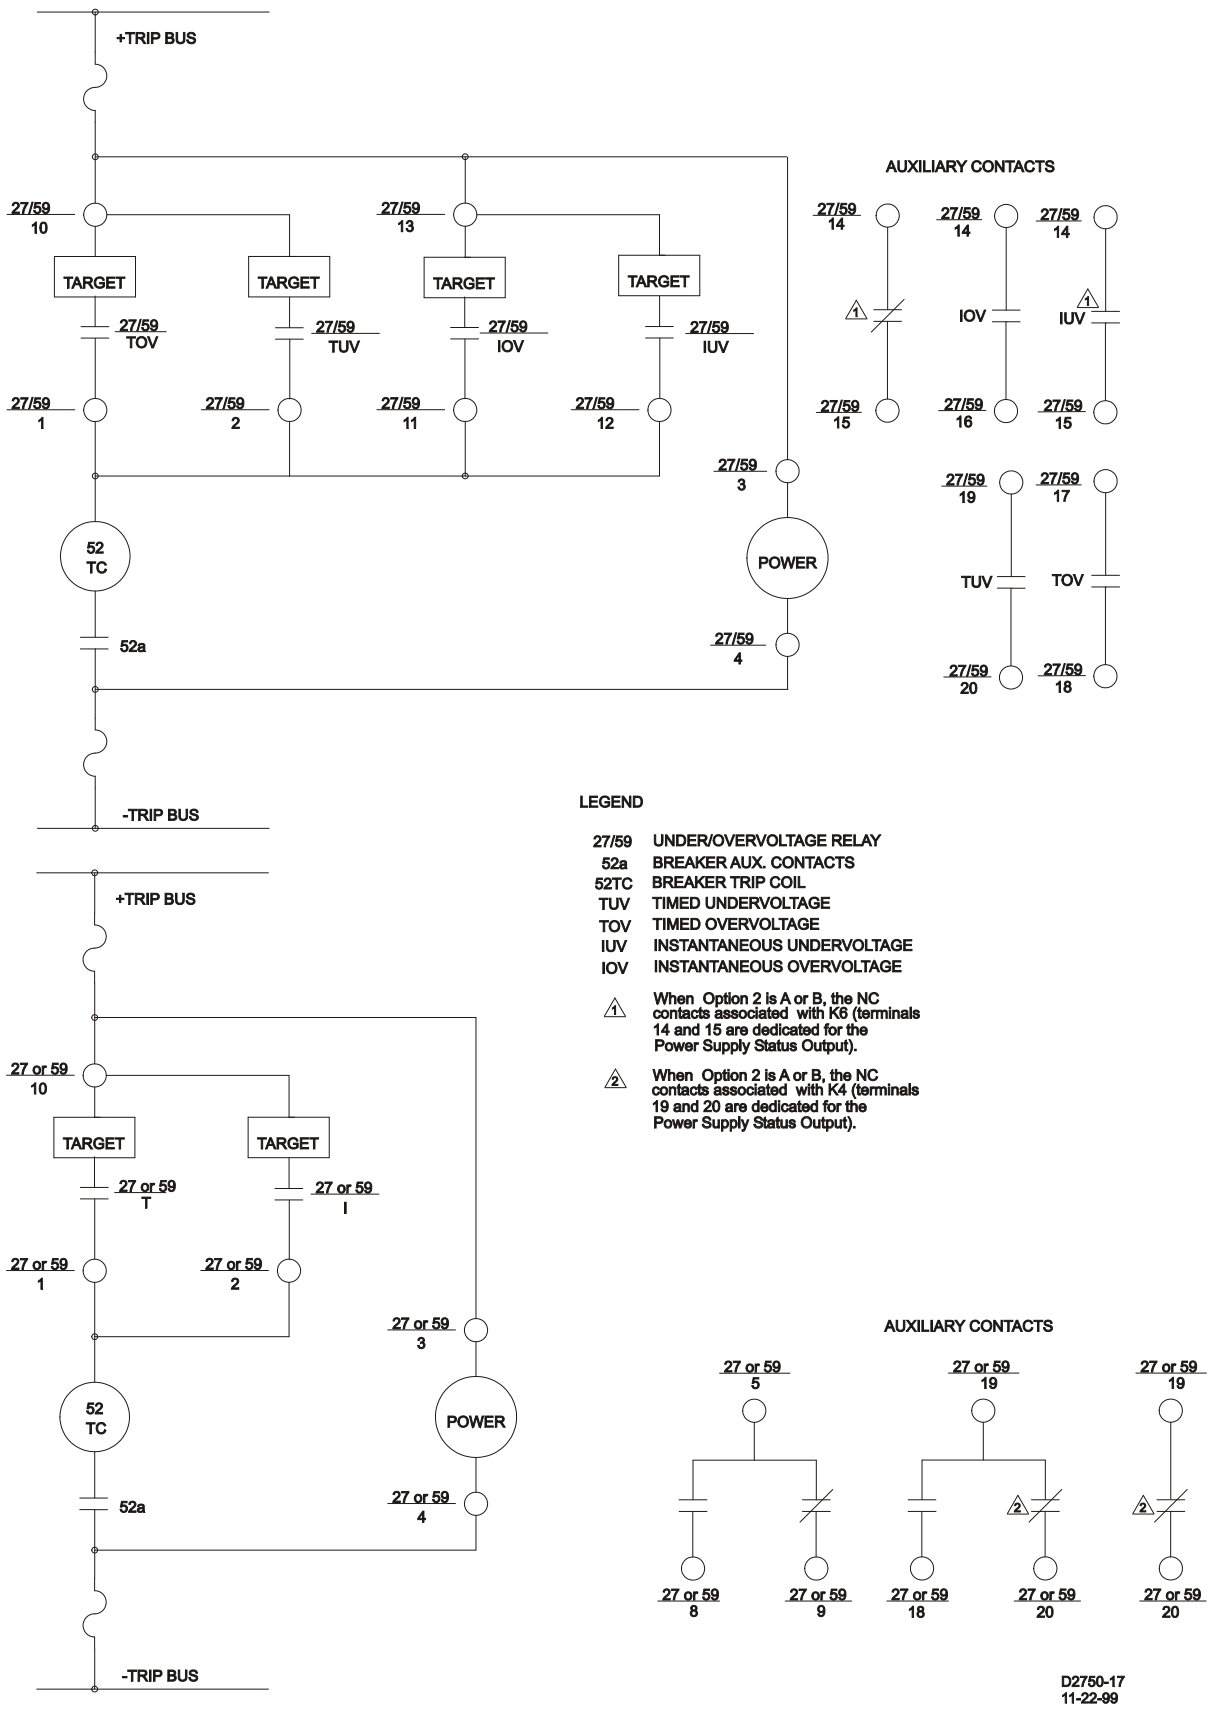 +TRIP BUS
AUXILIARY CONTACTS
27/59
10
27/59
13
27/59
14
27/59
14
27/59
14
TARGET
TARGET
TARGET
TARGET
27/59
TOV
27/59
TUV
27/59
IOV
27/59
IUV
1
IOV
1
IUV
27/59
1
27/59
2
27/59
11
27/59
12
27/59
15
27/59
16
27/59
15
27/59
3
27/59
19
27/59
17
52
TC
POWER
TUV
TOV
52a
27/59
4
27/59
20
27/59
18
-TRIP BUS
LEGEND
27/59 UNDER/OVERVOLTAGE RELAY
52a BREAKER AUX. CONTACTS
52TC BREAKER TRIP COIL
TUV TIMED UNDERVOLTAGE
TOV TIMED OVERVOLTAGE
IUV INSTANTANEOUS UNDERVOLTAGE
IOV INSTANTANEOUS OVERVOLTAGE
1 When Option 2 is A or B, the NC
contacts associated with K6 (terminals
14 and 15 are dedicated for the
Power Supply Status Output).
2 When Option 2 is A or B, the NC
contacts associated with K4 (terminals
19 and 20 are dedicated for the
Power Supply Status Output).
+TRIP BUS
27 or 59
10
TARGET
TARGET
27 or 59
T
27 or 59
I
27 or 59
1
27 or 59
2
27 or 59
3
52
TC
POWER
52a
27 or 59
4
-TRIP BUS
AUXILIARY CONTACTS
27 or 59
5
27 or 59
19
27 or 59
19
2
2
27 or 59
8
27 or 59
9
27 or 59
18
27 or 59
20
27 or 59
20
D2750-17
11-22-99